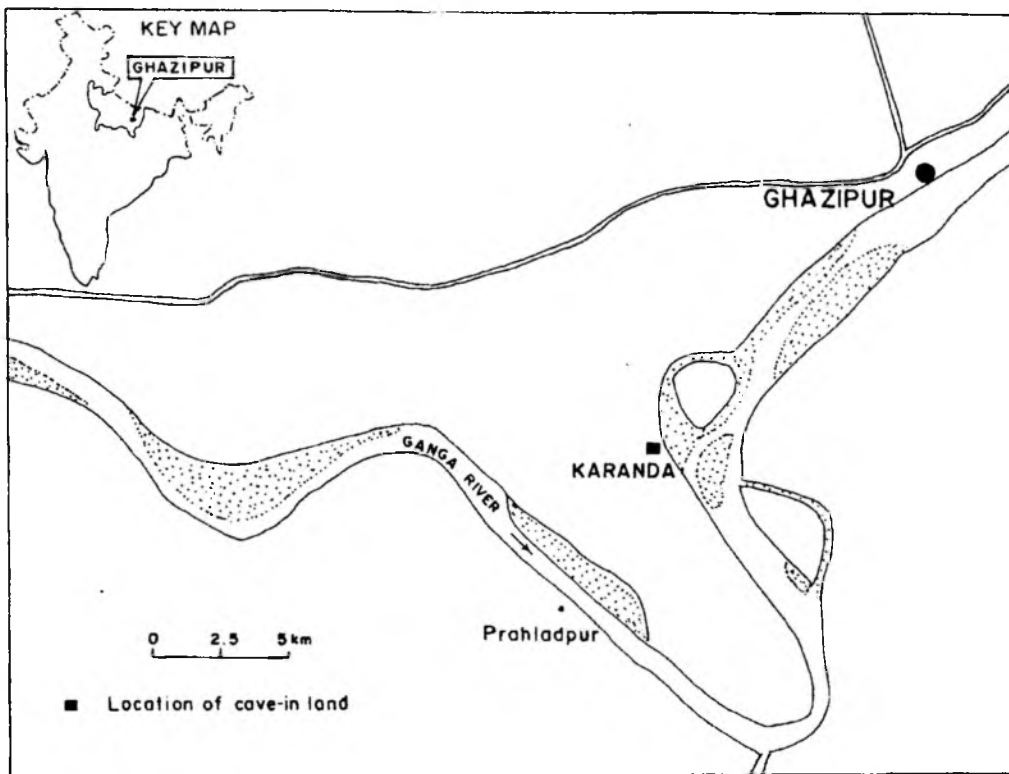 KEY MAP
GHAZIPUR
GHAZIPUR
KARANDA
GANGA RIVER
Prahladpur
0 2.5 5 km
Location of cave-in land